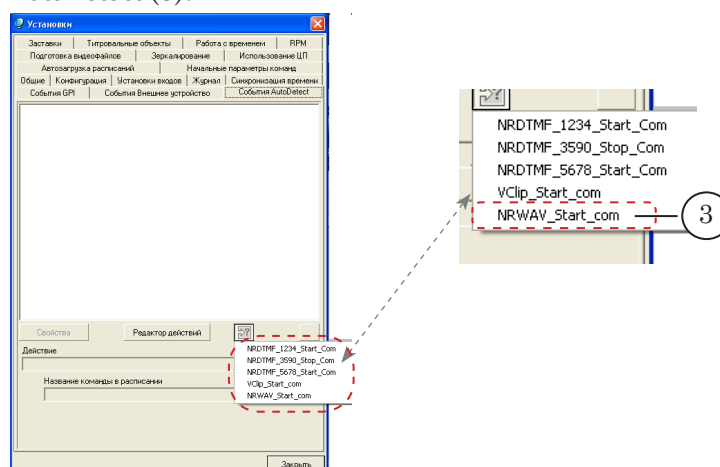 Установки
Заставки Титровальные объекты Работа с временем RPM
Подготовка видеофайлов Зеркалирование Использование ЦП
Автозагрузка расписаний Начальные параметры команд
Общие Конфигурация Установки входов Журнал Синхронизация времени
События GPI События Внешнее устройство События AutoDetect
Свойства Редактор действий
Действие
Название команды в расписании
NRDTMF_1234_Start_Com
NRDTMF_3590_Stop_Com
NRDTMF_5678_Start_Com
VClip_Start_com
NRWAV_Start_com
Закрыть
NRDTMF_1234_Start_Com
NRDTMF_3590_Stop_Com
NRDTMF_5678_Start_Com
VClip_Start_com
NRWAV_Start_com
3